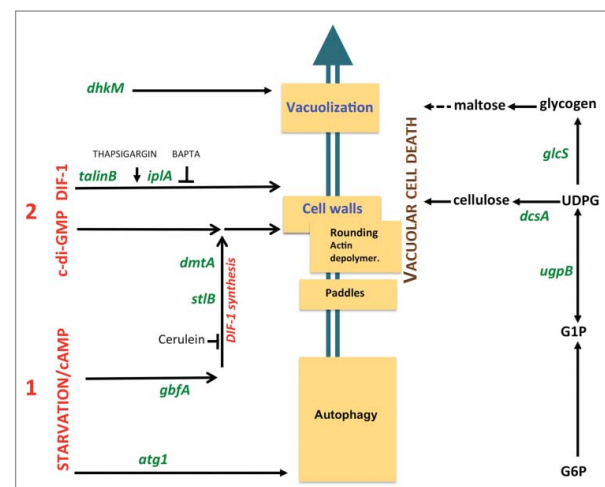 dhkM
Vacuolization
maltose
glycogen
THAPSIGARGIN
BAPTA
talinB
iplA
glcS
DIF-1
2
c-di-GMP
Cell walls
cellulose
UDPG
dcsA
Rounding
Actin
depolymer.
VACUOLAR CELL DEATH
dmtA
stlB
DIF-1 synthesis
Paddles
ugpB
Cerulein
G1P
1
STARVATION/cAMP
gbfA
Autophagy
atg1
G6P